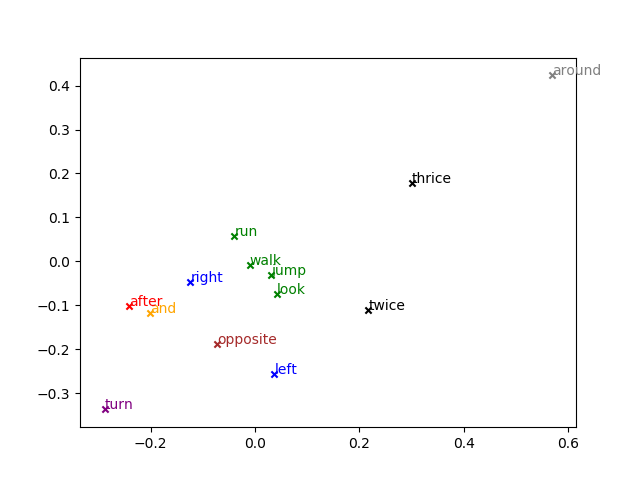 around
0.4
0.3
0.2
thrice
0.1
run
0.0
walk
jump
right
look
after
and
twice
−0.1
opposite
−0.2
left
−0.3
turn
−0.2 0.0 0.2 0.4 0.6